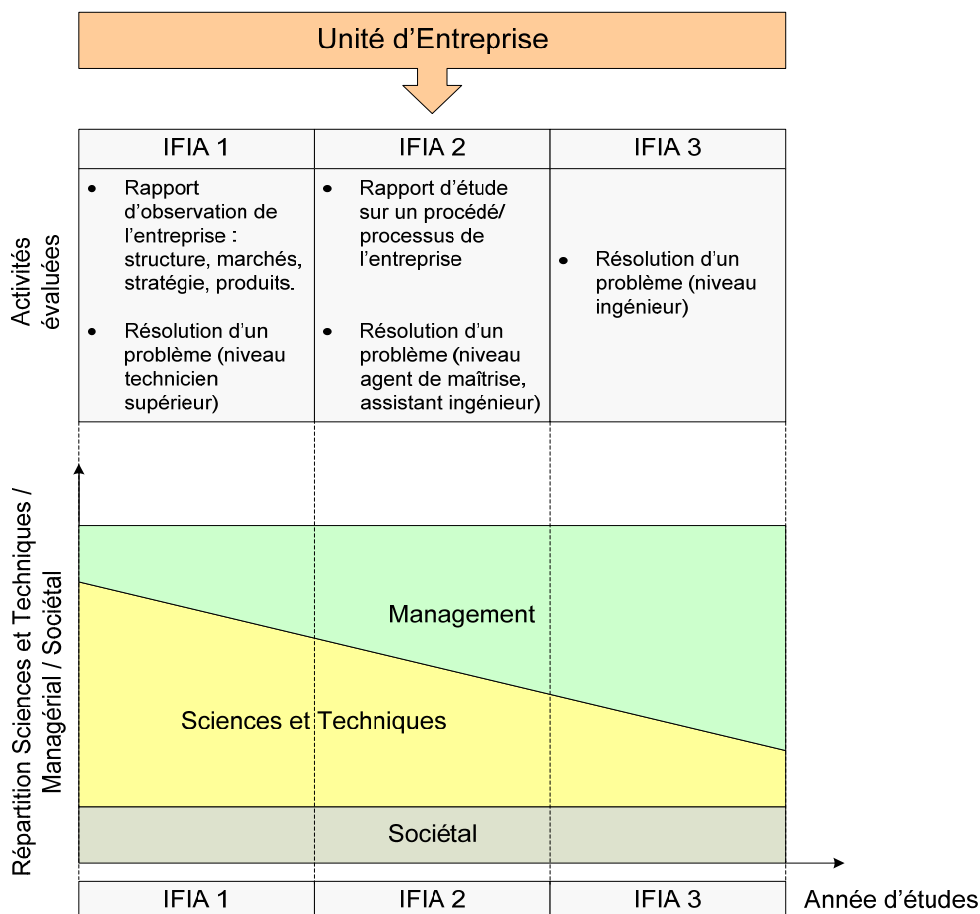 Unité d'Entreprise
IFIA 1
IFIA 2
IFIA 3
Activités
évaluées
• Rapport
d'observation de
l'entreprise :
structure, marchés,
stratégie, produits.
• Résolution d'un
problème (niveau
technicien
supérieur)
• Rapport d'étude
sur un procédé/
processus de
l'entreprise
• Résolution d'un
problème (niveau
agent de maîtrise,
assistant ingénieur)
• Résolution d'un
problème (niveau
ingénieur)
Répartition Sciences et Techniques /
Managérial / Sociétal
Management
Sciences et Techniques
Sociétal
IFIA 1
IFIA 2
IFIA 3
Année d'études